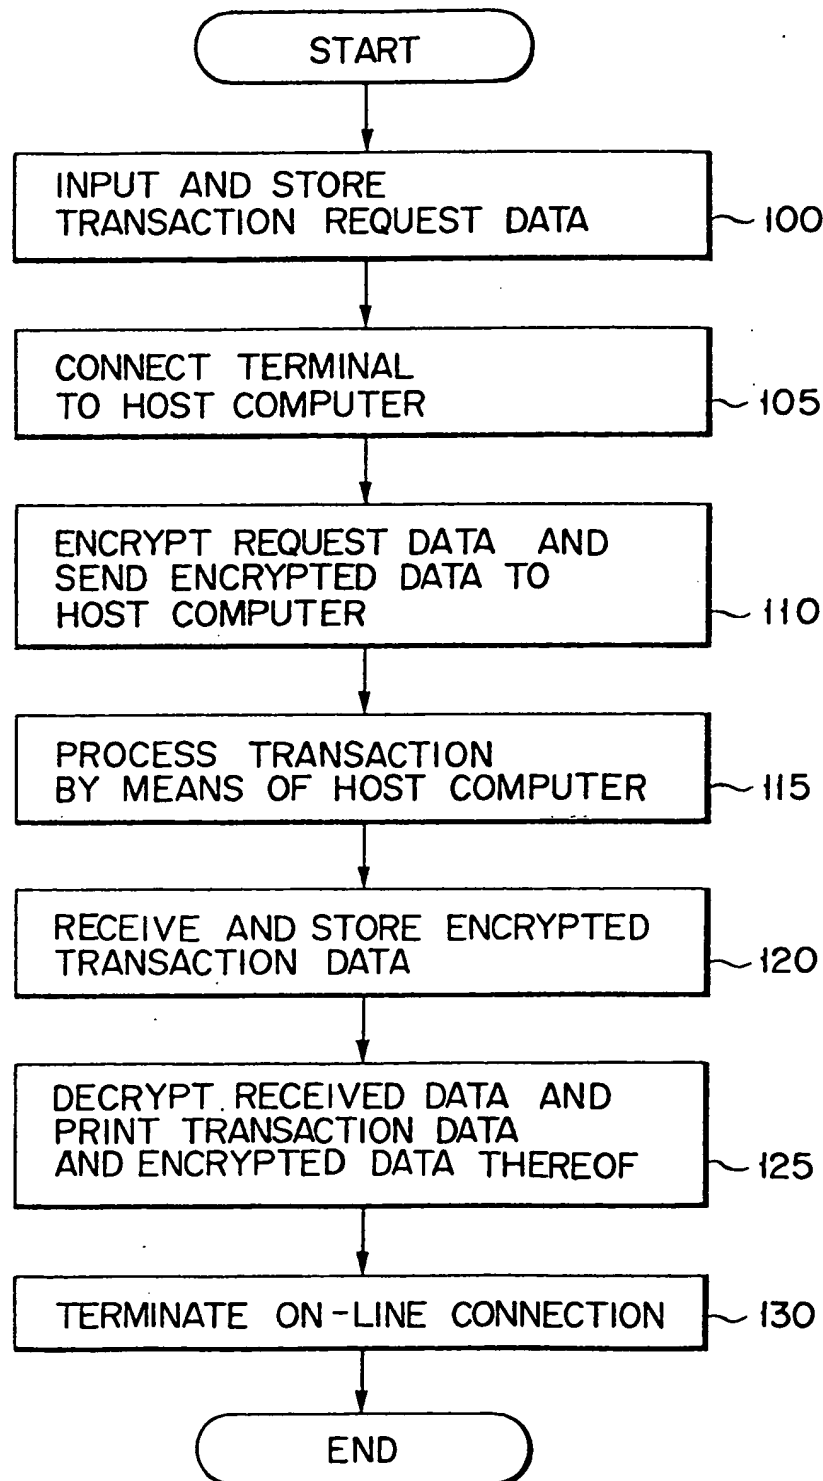 START
INPUT AND STORE
TRANSACTION REQUEST DATA
100
CONNECT TERMINAL
TO HOST COMPUTER
105
ENCRYPT REQUEST DATA AND
SEND ENCRYPTED DATA TO
HOST COMPUTER
110
PROCESS TRANSACTION
BY MEANS OF HOST COMPUTER
115
RECEIVE AND STORE ENCRYPTED
TRANSACTION DATA
120
DECRYPT RECEIVED DATA AND
PRINT TRANSACTION DATA
AND ENCRYPTED DATA THEREOF
125
TERMINATE ON-LINE CONNECTION
130
END